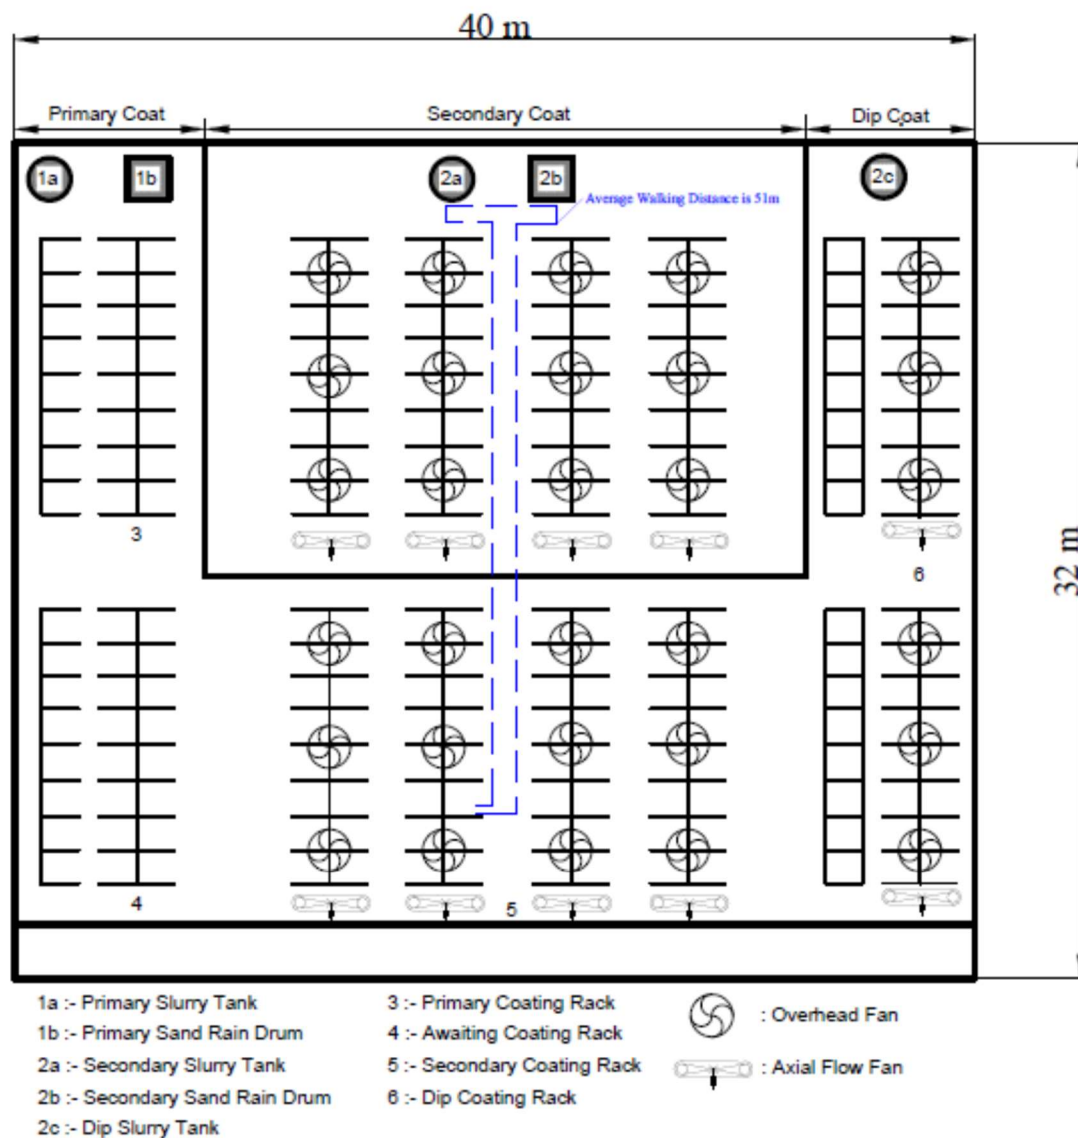 40 m
Primary Coat
Secondary Coat
Dip Coat
1a
1b
2a
2b
2c
Average Walking Distance is 51m
3
6
32 m
4
5
1a :- Primary Slurry Tank
1b :- Primary Sand Rain Drum
2a :- Secondary Slurry Tank
2b :- Secondary Sand Rain Drum
2c :- Dip Slurry Tank
3 :- Primary Coating Rack
4 :- Awaiting Coating Rack
5 :- Secondary Coating Rack
6 :- Dip Coating Rack
: Overhead Fan
: Axial Flow Fan